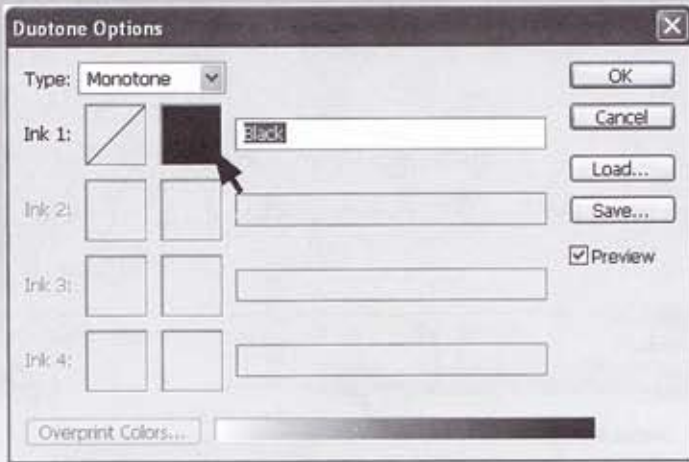 Duotone Options
Type: Monotone
OK
Ink 1:
Black
Cancel
Load...
Ink 2:
Save...
Preview
Ink 3:
Ink 4:
Overprint Colors...